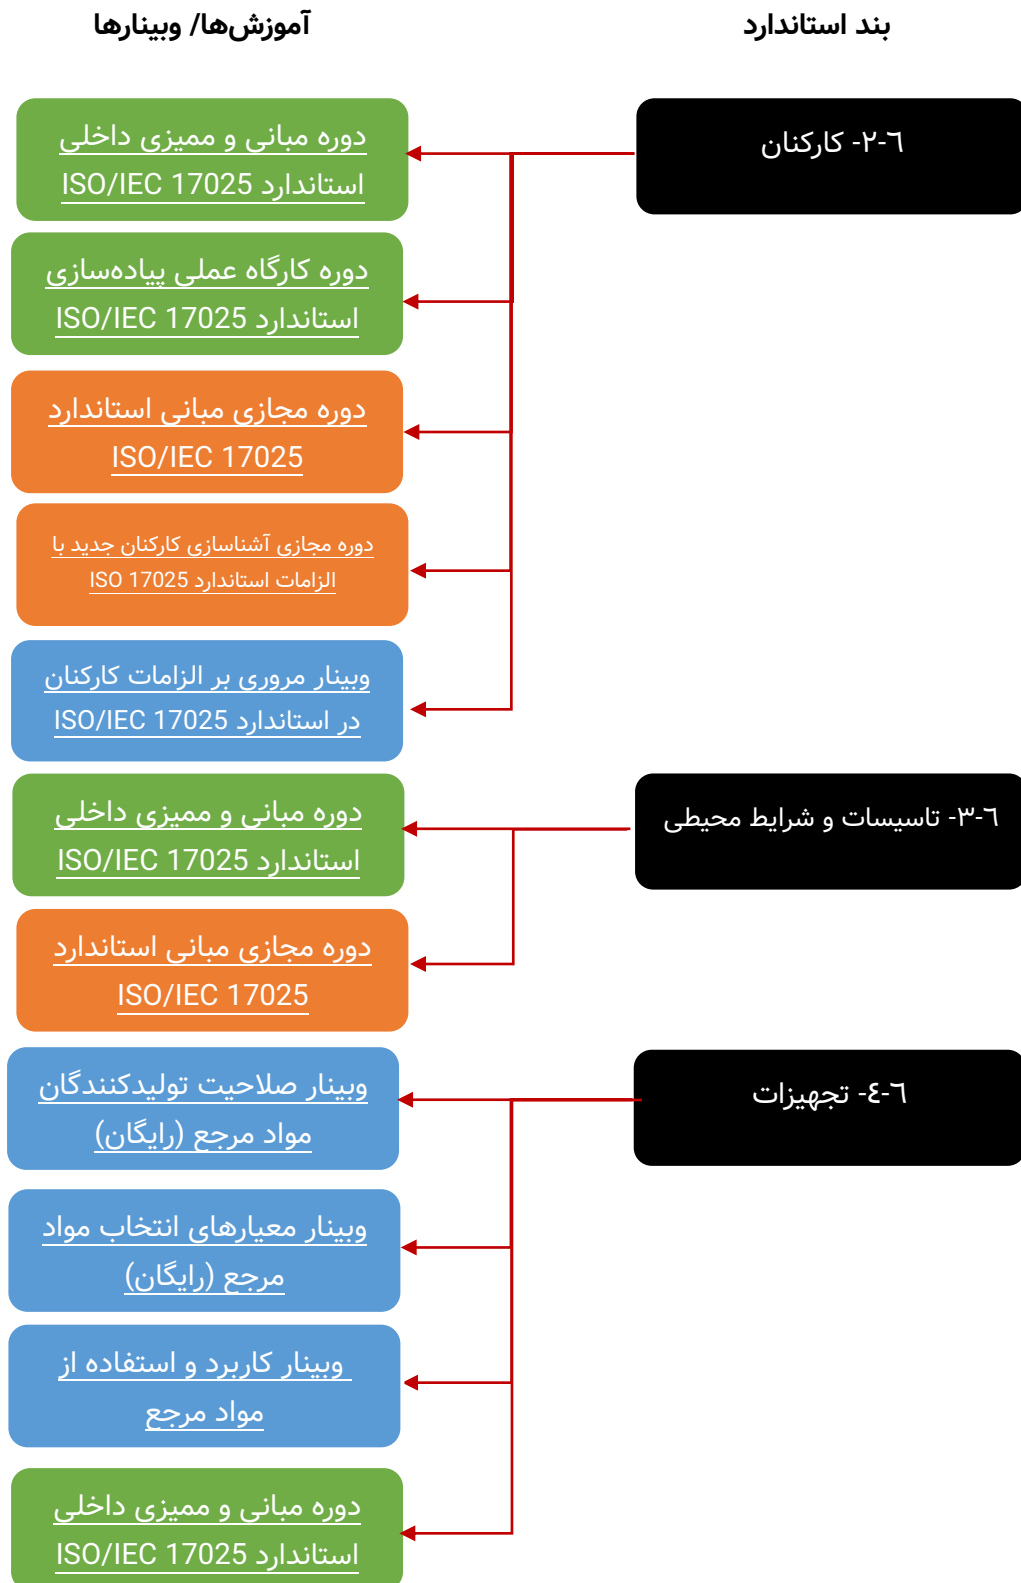 بند استاندارد
آموزش‌ها/ وبینارها
٦-٢- کارکنان
دوره مبانی و ممیزی داخلی
استاندارد ISO/IEC 17025
دوره کارگاه عملی پیاده‌سازی
استاندارد ISO/IEC 17025
دوره مجازی مبانی استاندارد
ISO/IEC 17025
دوره مجازی آشناسازی کارکنان جدید با
الزامات استاندارد ISO 17025
وبینار مروری بر الزامات کارکنان
در استاندارد ISO/IEC 17025
٦-٣- تاسیسات و شرایط محیطی
دوره مبانی و ممیزی داخلی
استاندارد ISO/IEC 17025
دوره مجازی مبانی استاندارد
ISO/IEC 17025
٦-٤- تجهیزات
وبینار صلاحیت تولیدکنندگان
مواد مرجع (رایگان)
وبینار معیارهای انتخاب مواد
مرجع (رایگان)
وبینار کاربرد و استفاده از
مواد مرجع
دوره مبانی و ممیزی داخلی
استاندارد ISO/IEC 17025